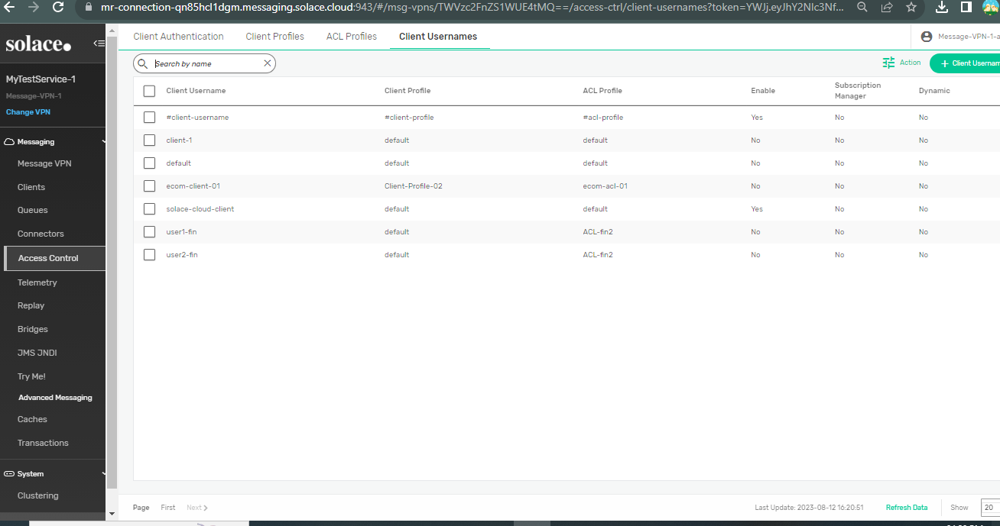 mr-connection-qn85hcl1dgm.messaging.solace.cloud:943/#/msg-vpns/TWVzc2FnZS1WUE4tMQ==/access-ctrl/client-usernames?token=YWJj.eyJhY2Nlc3Nf...
solace.
Client Authentication Client Profiles ACL Profiles Client Usernames
Message-VPN-1-a
Search by name
Action
+ Client Usernam
MyTestService-1
Message-VPN-1
Change VPN
Messaging
Message VPN
Clients
Queues
Connectors
Access Control
Telemetry
Replay
Bridges
JMS JNDI
Try Me!
Advanced Messaging
Caches
Transactions
System
Clustering
Client Username Client Profile ACL Profile Enable Subscription Manager Dynamic
#client-username #client-profile #acl-profile Yes No No
client-1 default default No No No
default default default No No No
ecom-client-01 Client-Profile-02 ecom-acl-01 No No No
solace-cloud-client default default Yes No No
user1-fin default ACL-fin2 No No No
user2-fin default ACL-fin2 No No No
Page First Next Last Update: 2023-08-12 16:20:51 Refresh Data Show 20